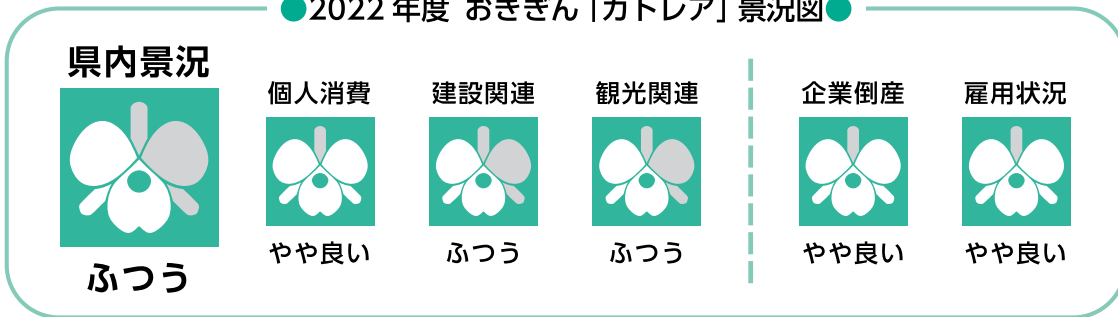 ●2022年度 おきぎん「カトレア」景況図●
県内景況
ふつう
個人消費
やや良い
建設関連
ふつう
観光関連
ふつう
企業倒産
やや良い
雇用状況
やや良い